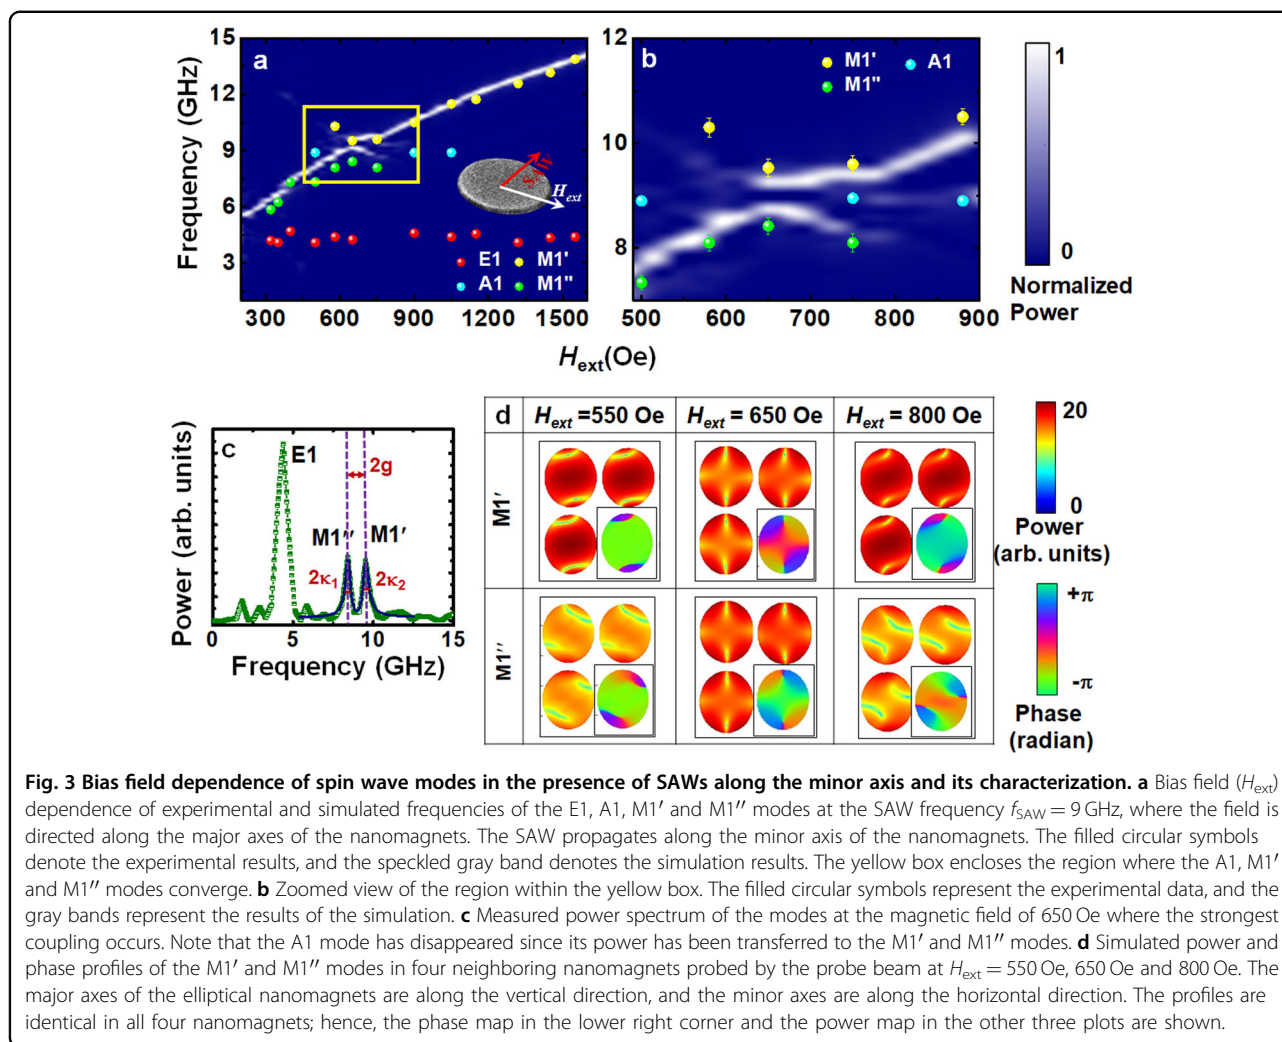 a
b
15
12
9
6
3
Frequency (GHz)
300 600 900 1200 1500
SAWs
Hext
E1 M1'
A1 M1"
12
10
8
500 600 700 800 900
M1' A1
M1"
Hext(Oe)
1
0
Normalized
Power
c
Power (arb. units)
E1
2g
M1" M1'
2κ1 2κ2
0 5 10 15
Frequency (GHz)
d Hext =550 Oe Hext = 650 Oe Hext = 800 Oe
M1'
M1"
20
0
Power
(arb. units)
+π
-π
Phase
(radian)
Fig. 3 Bias field dependence of spin wave modes in the presence of SAWs along the minor axis and its characterization. a Bias field (Hext)
dependence of experimental and simulated frequencies of the E1, A1, M1′ and M1′′ modes at the SAW frequency fSAW = 9 GHz, where the field is
directed along the major axes of the nanomagnets. The SAW propagates along the minor axis of the nanomagnets. The filled circular symbols
denote the experimental results, and the speckled gray band denotes the simulation results. The yellow box encloses the region where the A1, M1′
and M1′′ modes converge. b Zoomed view of the region within the yellow box. The filled circular symbols represent the experimental data, and the
gray bands represent the results of the simulation. c Measured power spectrum of the modes at the magnetic field of 650 Oe where the strongest
coupling occurs. Note that the A1 mode has disappeared since its power has been transferred to the M1′ and M1′′ modes. d Simulated power and
phase profiles of the M1′ and M1′′ modes in four neighboring nanomagnets probed by the probe beam at Hext = 550 Oe, 650 Oe and 800 Oe. The
major axes of the elliptical nanomagnets are along the vertical direction, and the minor axes are along the horizontal direction. The profiles are
identical in all four nanomagnets; hence, the phase map in the lower right corner and the power map in the other three plots are shown.